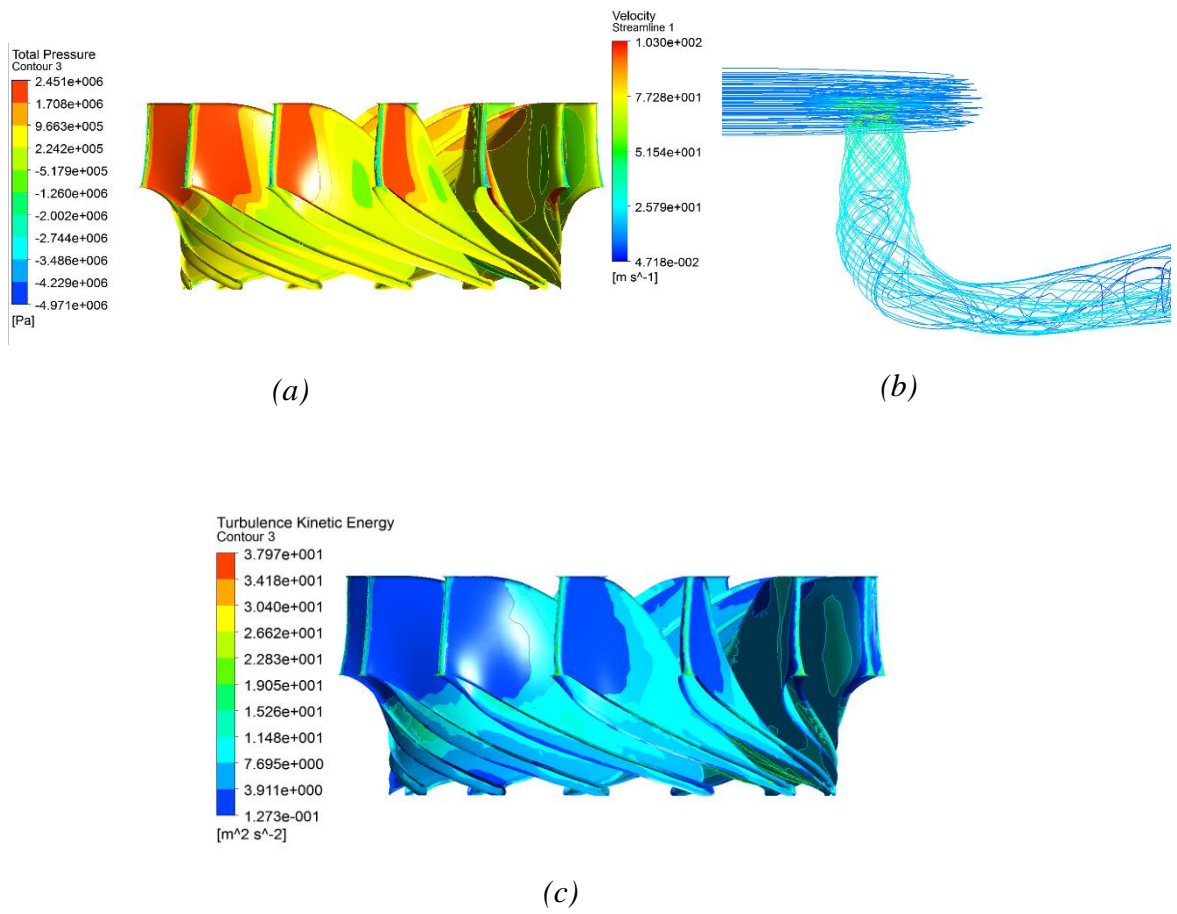 Total Pressure
Contour 3
2.451e+006
1.708e+006
9.663e+005
2.242e+005
-5.179e+005
-1.260e+006
-2.002e+006
-2.744e+006
-3.486e+006
-4.229e+006
-4.971e+006
[Pa]
(a)
Velocity
Streamline 1
1.030e+002
7.728e+001
5.154e+001
2.579e+001
4.718e-002
[m s^-1]
(b)
Turbulence Kinetic Energy
Contour 3
3.797e+001
3.418e+001
3.040e+001
2.662e+001
2.283e+001
1.905e+001
1.526e+001
1.148e+001
7.695e+000
3.911e+000
1.273e-001
[m^2 s^-2]
(c)